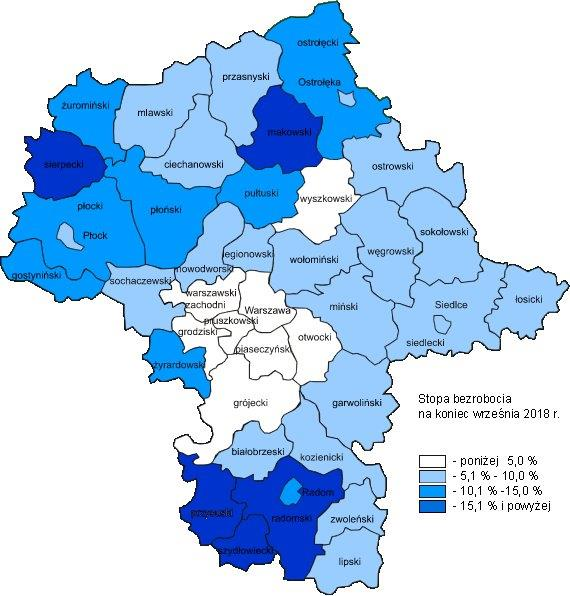 ostrołęcki
przasnyski
Ostrołęka
żuromiński
mlawski
makowski
sierpecki
ciechanowski
ostrowski
pułtuski
wyszkowski
płocki
płoński
Płock
sokołowski
węgrowski
legionowski
wołomiński
nowodworski
gostyniński
sochaczewski
warszawski
zachodni
Siedlce
łosicki
miński
Warszawa
pruszkowski
grodziski
otwocki
siedlecki
piaseczyński
żyrardowski
grójecki
garwoliński
Stopa bezrobocia
na koniec września 2018 r.
białobrzeski
kozienicki
- poniżej 5,0 %
- 5,1 % - 10,0 %
- 10,1 % -15,0 %
- 15,1 % i powyżej
Radom
przysuski
radomski
zwoleński
szydłowiecki
lipski